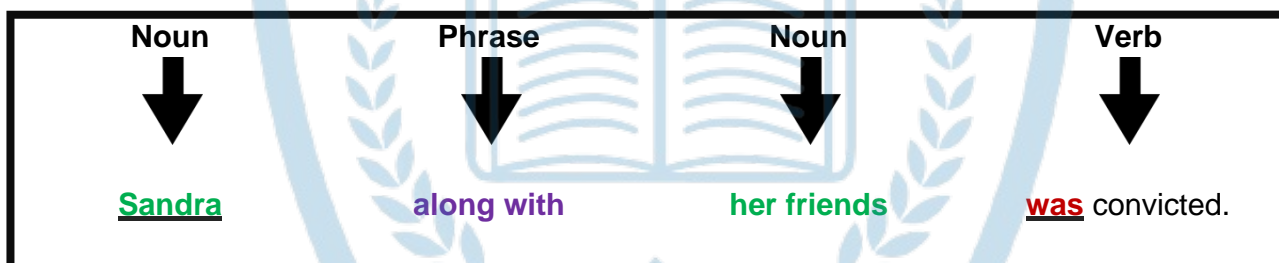 Noun Phrase Noun Verb
Sandra along with her friends was convicted.